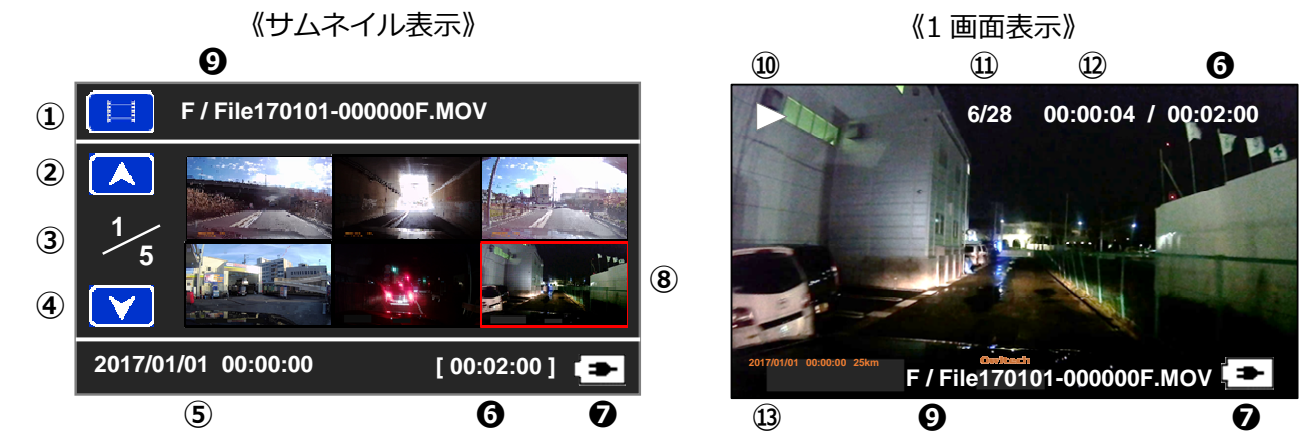 《サムネイル表示》
《1 画面表示》
❾
⑩ ⑪ ⑫ ❻
①
F / File170101-000000F.MOV
6/28 00:00:04 / 00:02:00
②
③
1
5
④
⑧
2017/01/01 00:00:00 [ 00:02:00 ]
2017/01/01 00:00:00 25km
Owltech
F / File170101-000000F.MOV
⑤ ❻ ❼
⑬ ❾ ❼